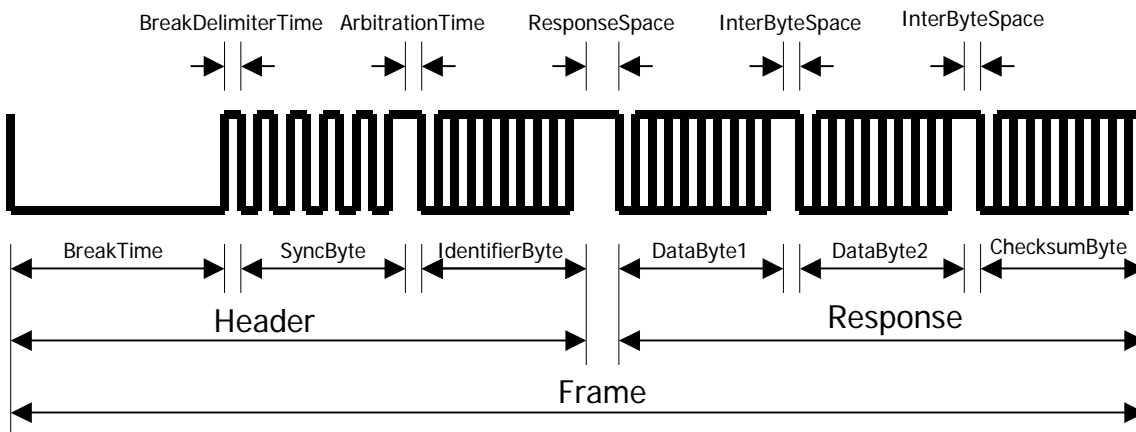 BreakDelimiterTime ArbitrationTime ResponseSpace InterByteSpace InterByteSpace
BreakTime SyncByte IdentifierByte DataByte1 DataByte2 ChecksumByte
Header Response
Frame